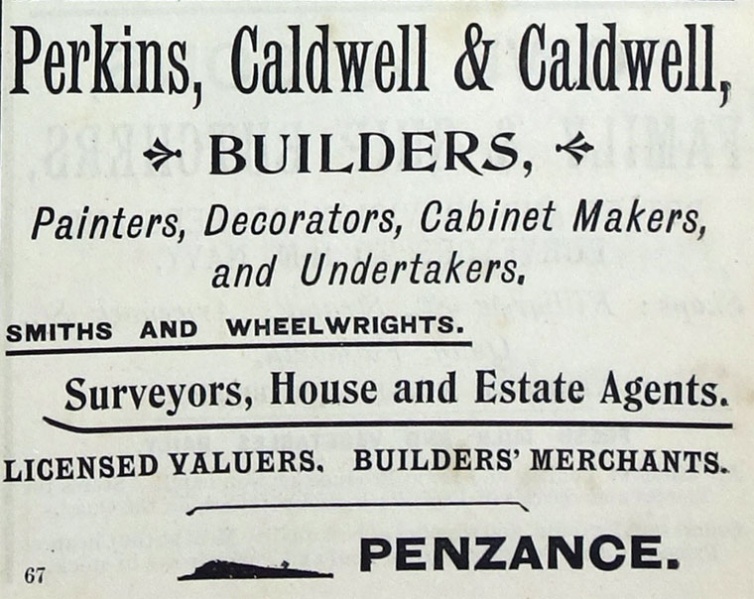 Perkins, Caldwell & Caldwell,
BUILDERS,
Painters, Decorators, Cabinet Makers,
and Undertakers.
SMITHS AND WHEELWRIGHTS.
Surveyors, House and Estate Agents.
LICENSED VALUERS. BUILDERS' MERCHANTS.
PENZANCE.
67